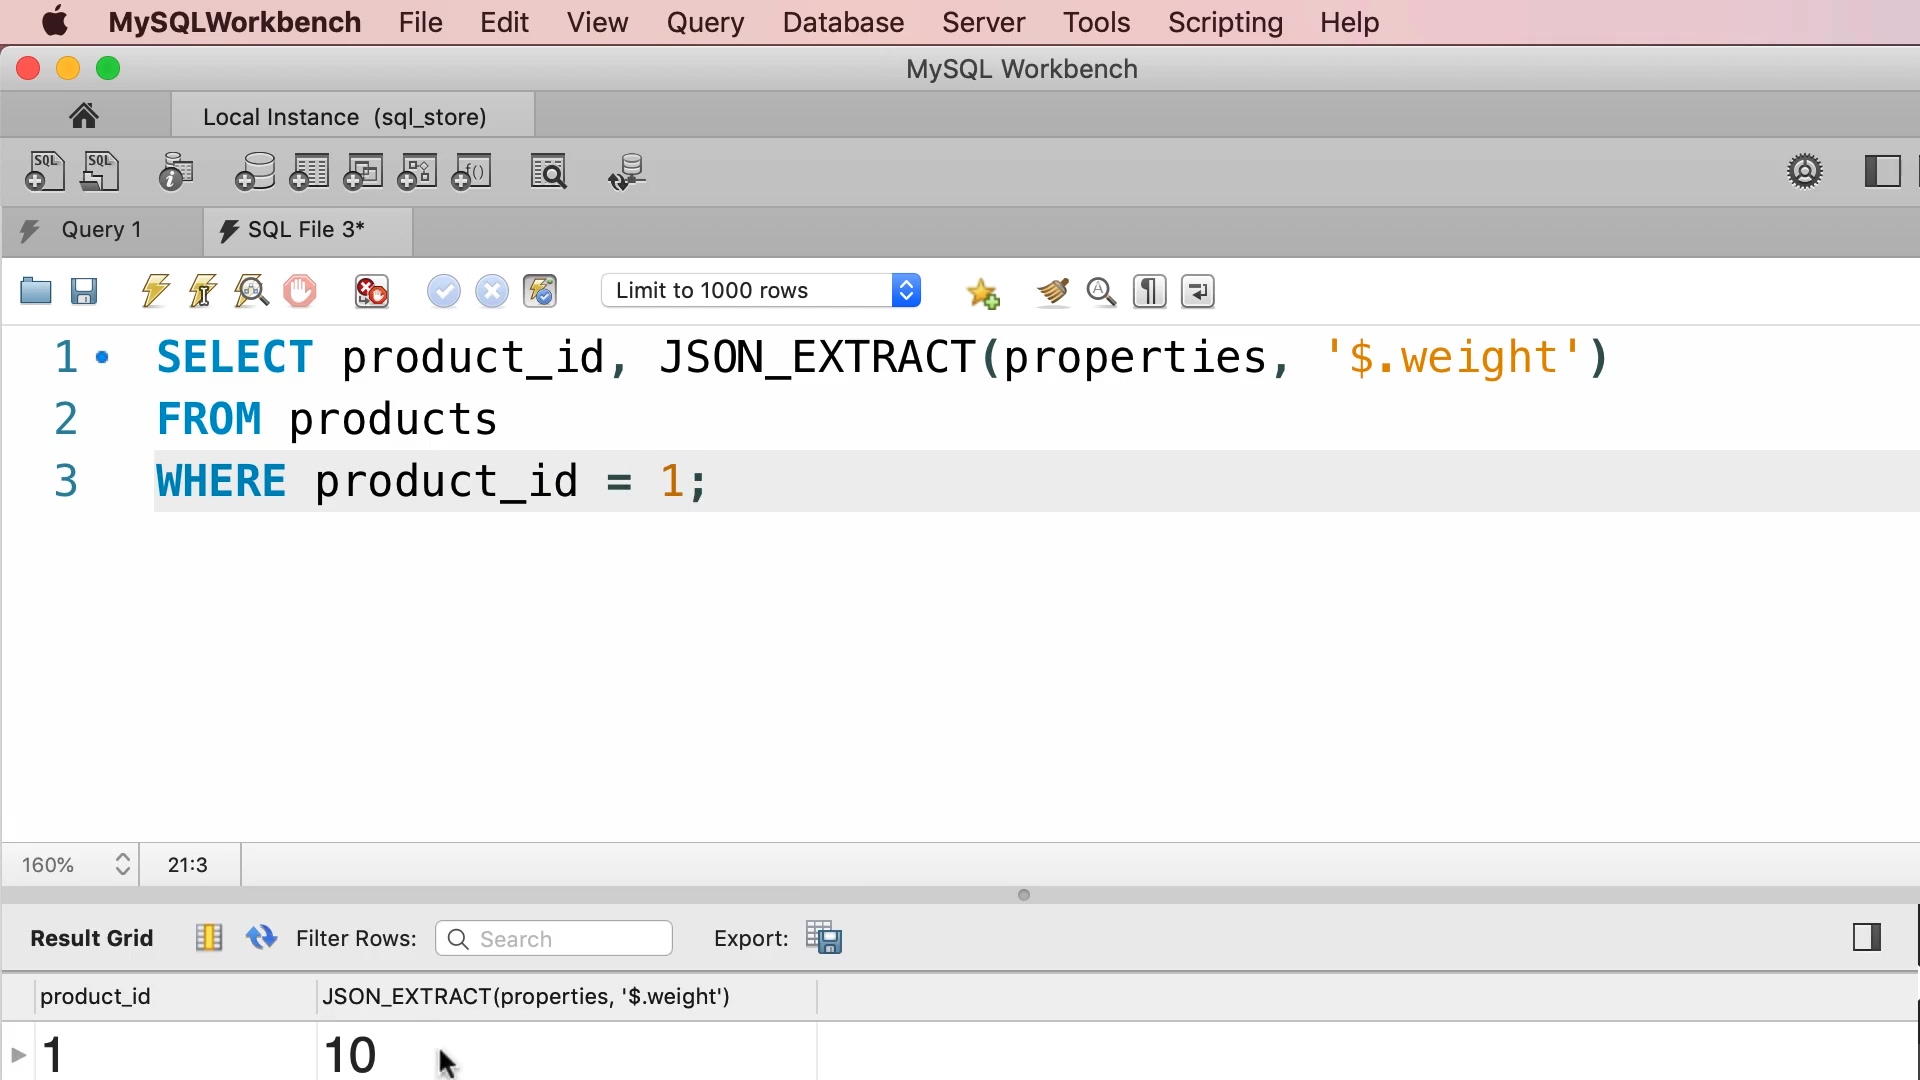 MySQLWorkbench File Edit View Query Database Server Tools Scripting Help
MySQL Workbench
Local Instance (sql_store)
SQL SQL
Query 1 SQL File 3*
Limit to 1000 rows
1 SELECT product_id, JSON_EXTRACT(properties, '$.weight')
2 FROM products
3 WHERE product_id = 1;
160% 21:3
Result Grid Filter Rows: Search Export:
product_id JSON_EXTRACT(properties, '$.weight')
1 10